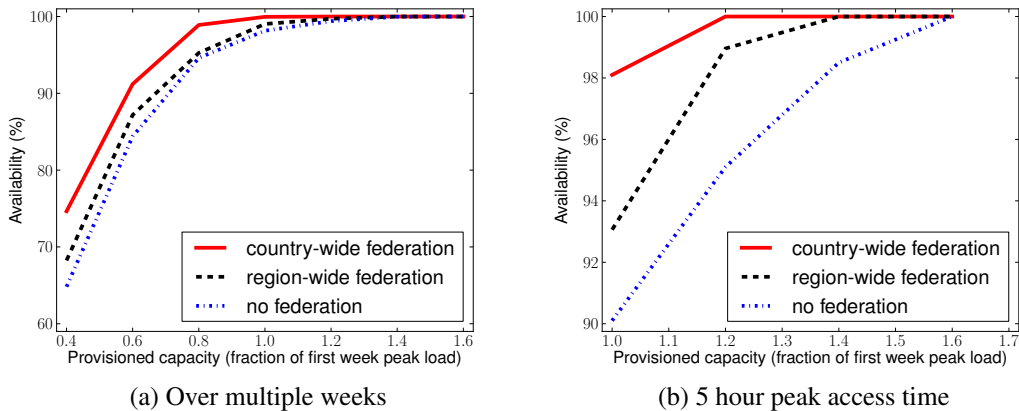 100
90
80
70
60
Availability (%)
country-wide federation
region-wide federation
no federation
0.4 0.6 0.8 1.0 1.2 1.4 1.6
Provisioned capacity (fraction of first week peak load)
(a) Over multiple weeks
100
98
96
94
92
90
Availability (%)
country-wide federation
region-wide federation
no federation
1.0 1.1 1.2 1.3 1.4 1.5 1.6 1.7
Provisioned capacity (fraction of first week peak load)
(b) 5 hour peak access time